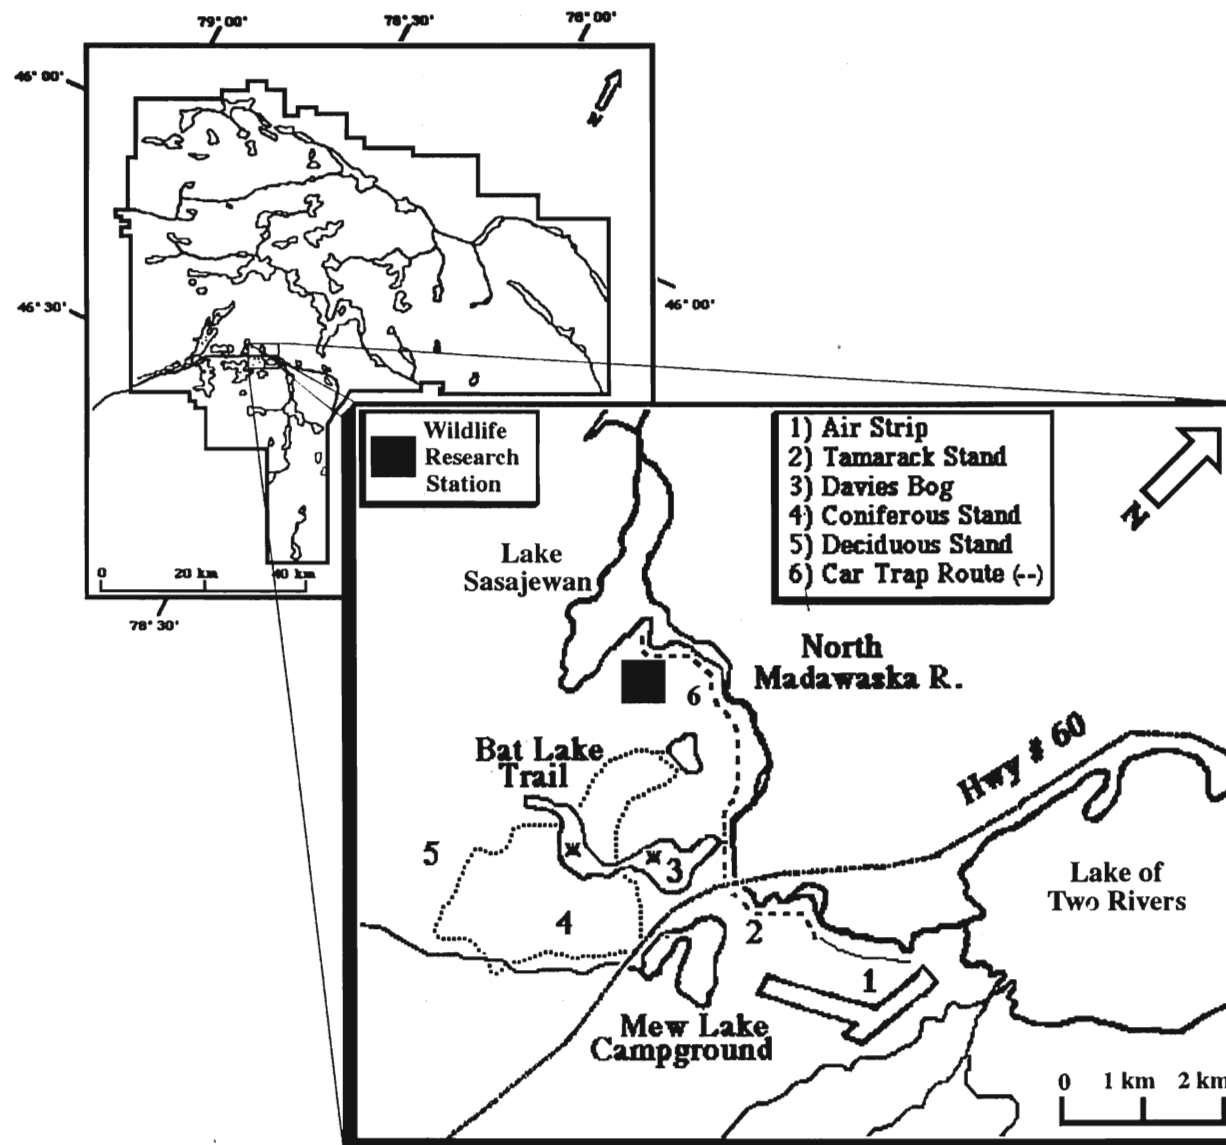 79° 00'
78° 30'
78° 00'
46° 00'
N
46° 30'
46° 00'
0 20 km 40 km
78° 30'
Wildlife
Research
Station
1) Air Strip
2) Tamarack Stand
3) Davies Bog
4) Coniferous Stand
5) Deciduous Stand
6) Car Trap Route (--)
N
Lake
Sasajewan
North
Madawaska R.
6
Bat Lake
Trail
Hwy # 60
5
3
Lake of
Two Rivers
4
2
1
Mew Lake
Campground
0 1 km 2 km